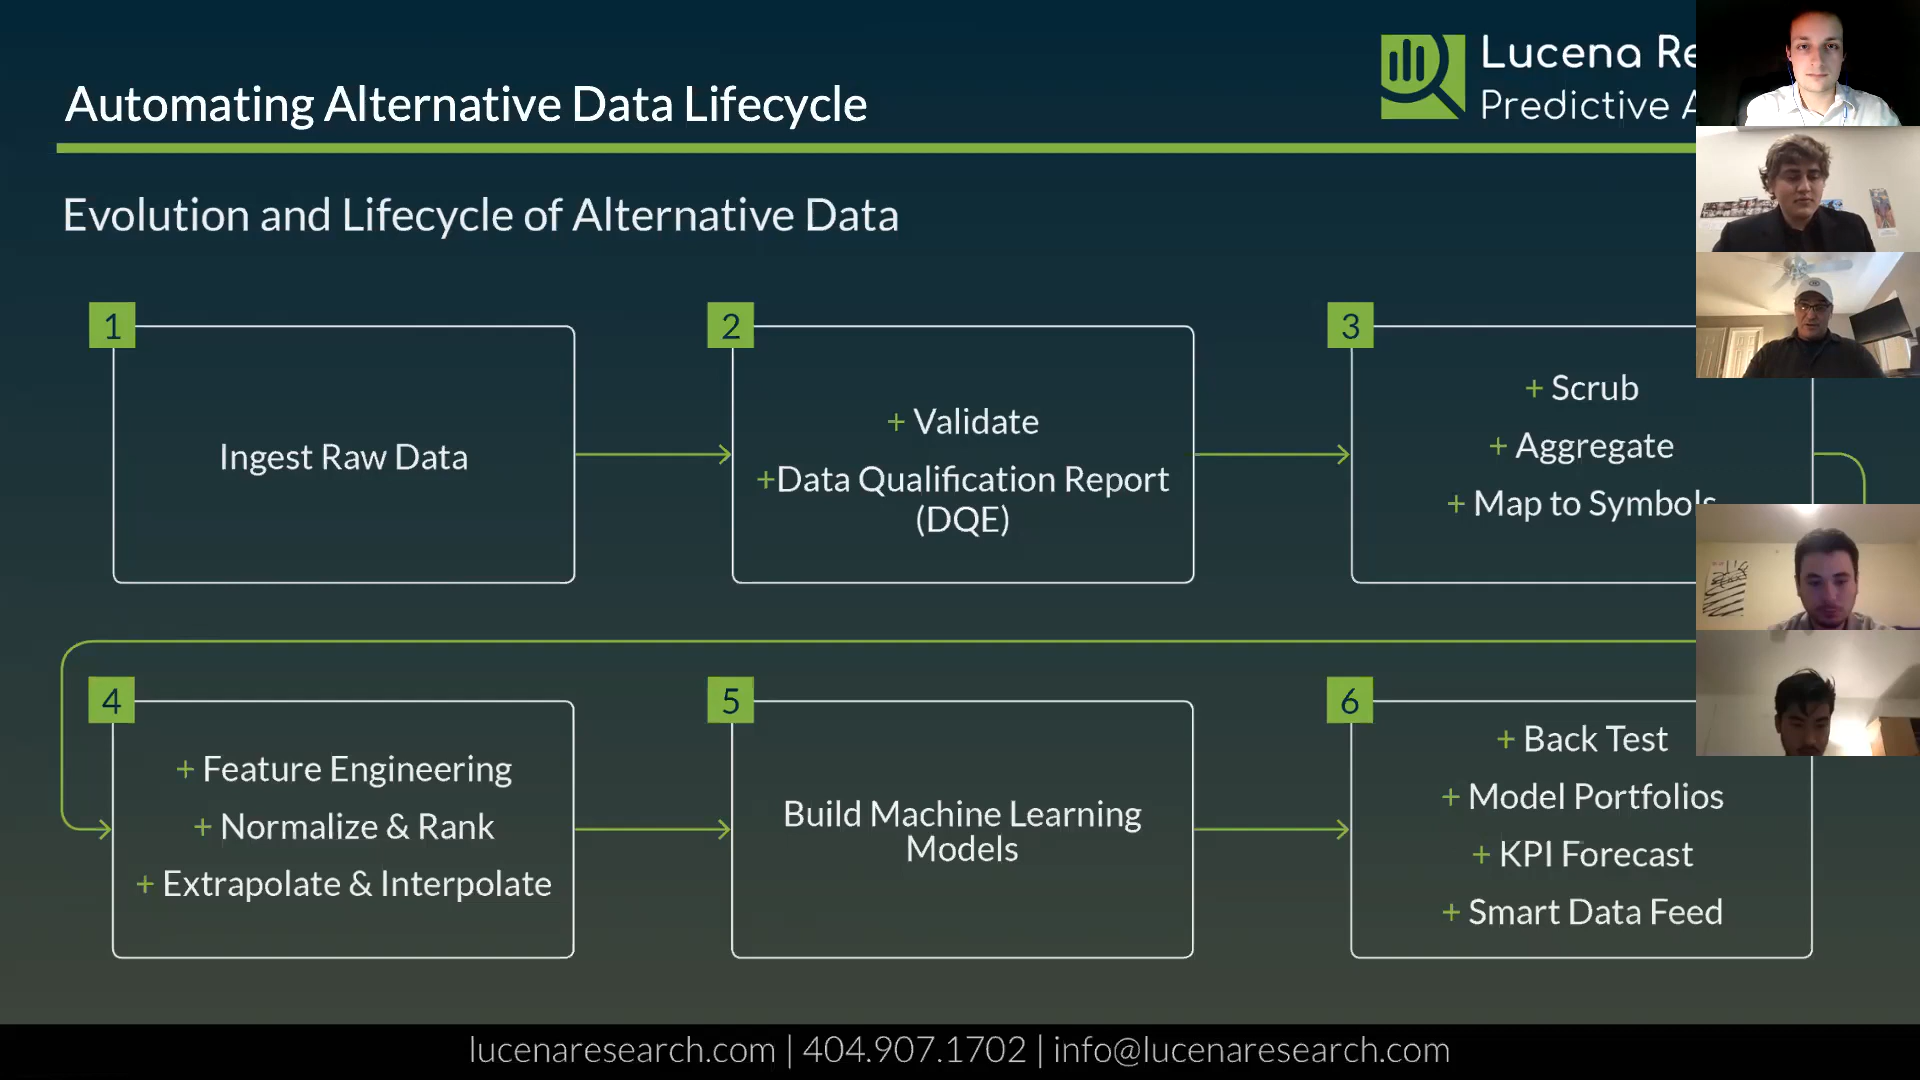 Automating Alternative Data Lifecycle
Lucena
Predictive
Evolution and Lifecycle of Alternative Data
1
Ingest Raw Data
2
+ Validate
+Data Qualification Report
(DQE)
3
+ Scrub
+ Aggregate
+ Map to Symbols
4
+ Feature Engineering
+ Normalize & Rank
+ Extrapolate & Interpolate
5
Build Machine Learning
Models
6
+ Back Test
+ Model Portfolios
+ KPI Forecast
+ Smart Data Feed
lucenaresearch.com | 404.907.1702 | info@lucenaresearch.com